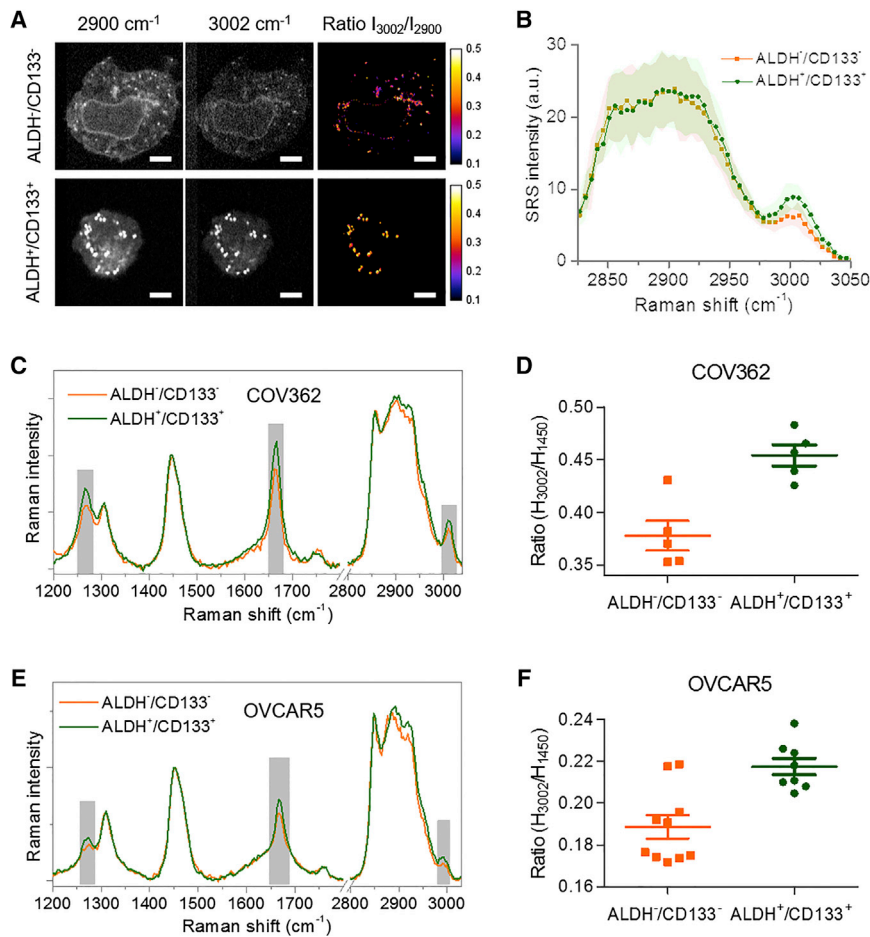 A
2900 cm⁻¹ 3002 cm⁻¹ Ratio I₃₀₀₂/I₂₉₀₀
ALDH⁻/CD133⁻
0.5
0.4
0.3
0.2
0.1
ALDH⁺/CD133⁺
0.5
0.4
0.3
0.2
0.1
B
ALDH⁻/CD133⁻
ALDH⁺/CD133⁺
SRS intensity (a.u.)
30
20
10
0
2850 2900 2950 3000 3050
Raman shift (cm⁻¹)
C
ALDH⁻/CD133⁻
ALDH⁺/CD133⁺
COV362
Raman intensity
1200 1300 1400 1500 1600 1700 2800 2900 3000
Raman shift (cm⁻¹)
D
COV362
Ratio (H₃₀₀₂/H₁₄₅₀)
0.50
0.45
0.40
0.35
ALDH⁻/CD133⁻ ALDH⁺/CD133⁺
E
ALDH⁻/CD133⁻
ALDH⁺/CD133⁺
OVCAR5
Raman intensity
1200 1300 1400 1500 1600 1700 2800 2900 3000
Raman shift (cm⁻¹)
F
OVCAR5
Ratio (H₃₀₀₂/H₁₄₅₀)
0.24
0.22
0.20
0.18
0.16
ALDH⁻/CD133⁻ ALDH⁺/CD133⁺